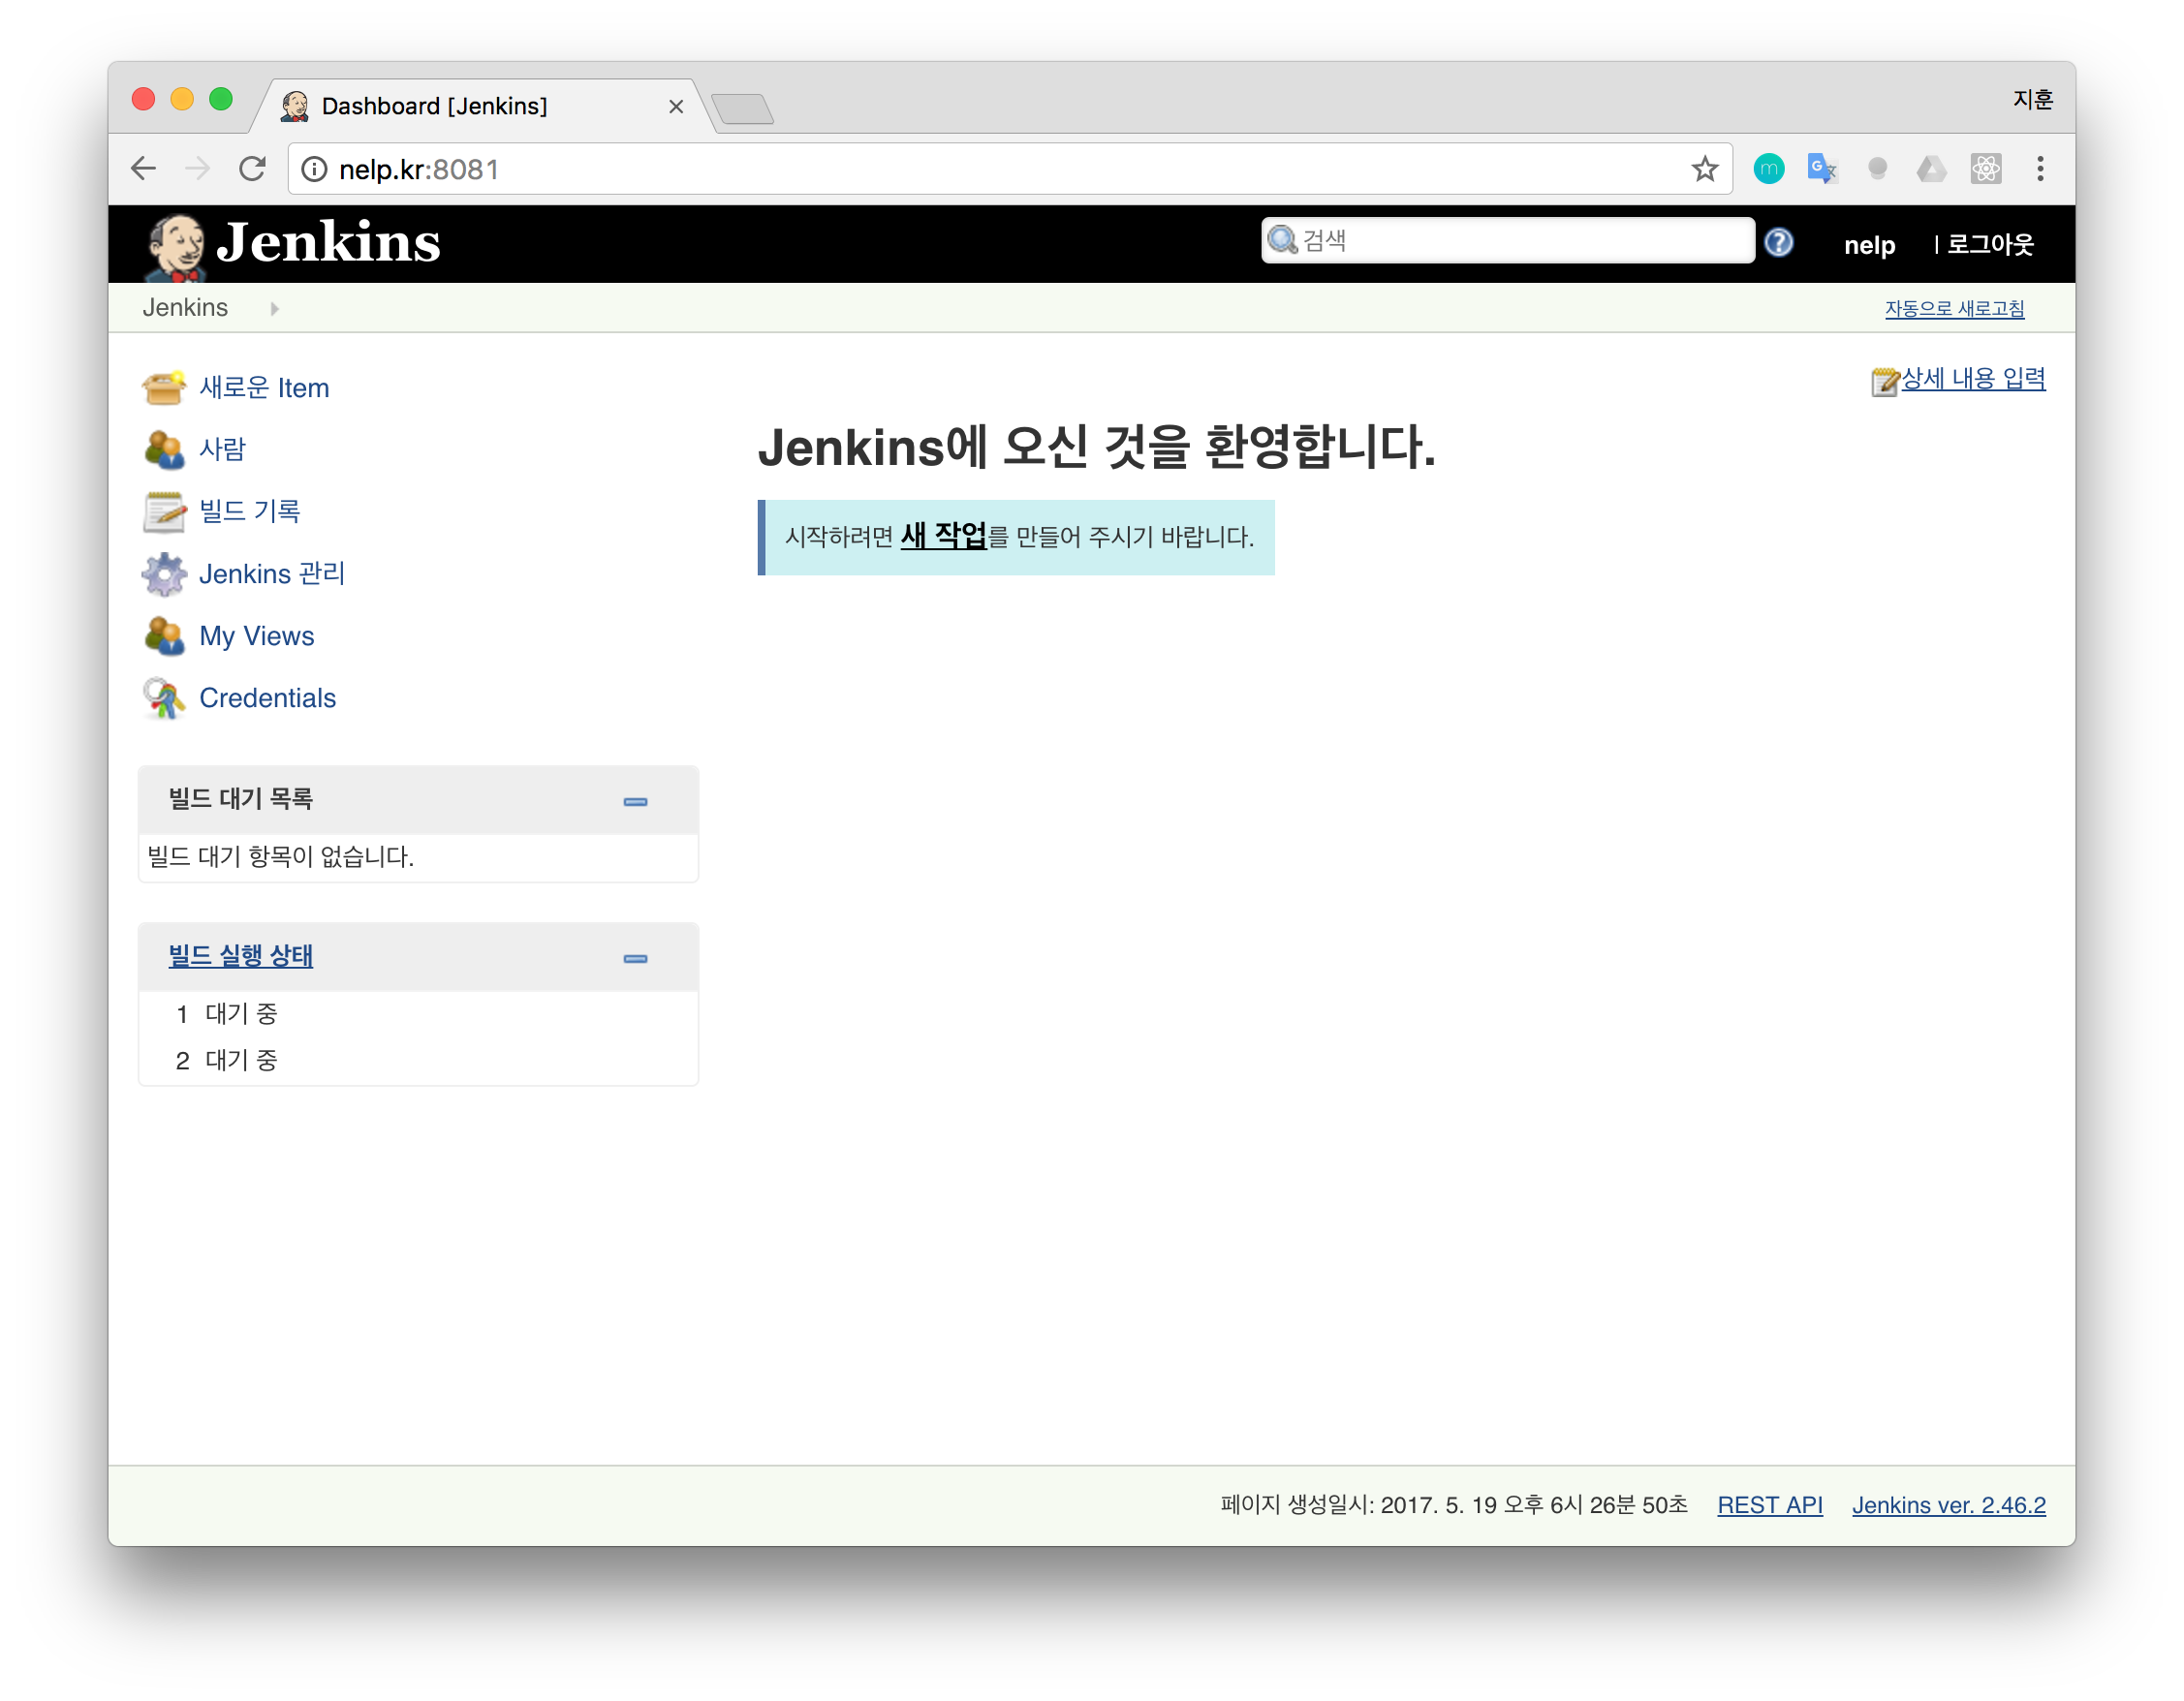 Dashboard [Jenkins]
지훈
nelp.kr:8081
m
Jenkins
검색
nelp
| 로그아웃
Jenkins
자동으로 새로고침
새로운 Item
사람
빌드 기록
Jenkins 관리
My Views
Credentials
상세 내용 입력
Jenkins에 오신 것을 환영합니다.
시작하려면 새 작업를 만들어 주시기 바랍니다.
빌드 대기 목록
빌드 대기 항목이 없습니다.
빌드 실행 상태
1 대기 중
2 대기 중
페이지 생성일시: 2017. 5. 19 오후 6시 26분 50초 REST API Jenkins ver. 2.46.2